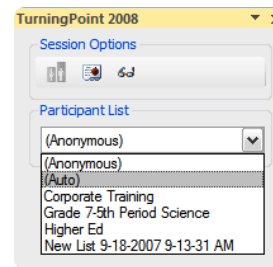 TurningPoint 2008
Session Options
Participant List
(Anonymous)
(Anonymous)
(Auto)
Corporate Training
Grade 7-5th Period Science
Higher Ed
New List 9-18-2007 9-13-31 AM